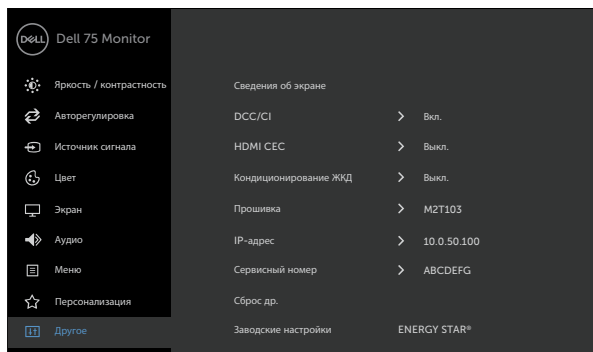 DELL Dell 75 Monitor
Яркость / контрастность Сведения об экране
Авторегулировка DCC/CI Вкл.
Источник сигнала HDMI CEC Выкл.
Цвет Кондиционирование ЖКД Выкл.
Экран Прошивка M2T103
Аудио IP-адрес 10.0.50.100
Меню Сервисный номер ABCDEFG
Персонализация Сброс др.
Другое Заводские настройки ENERGY STAR®